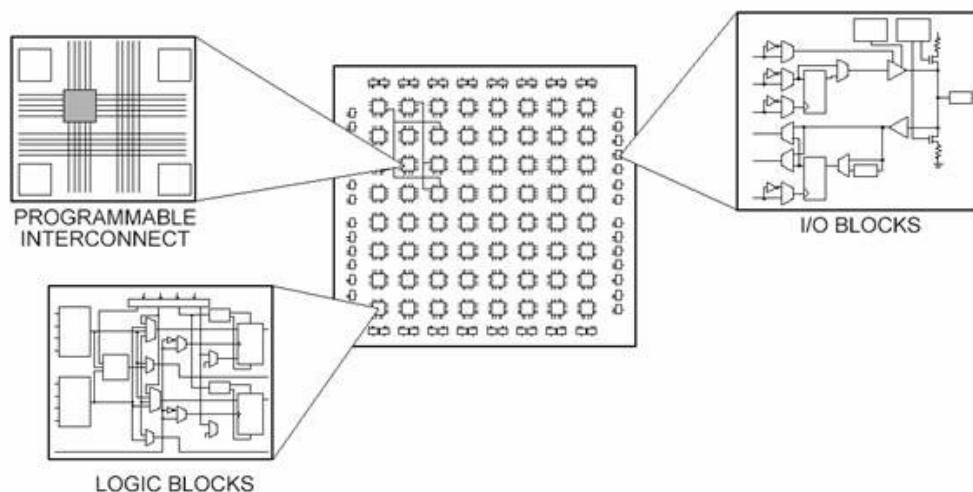 PROGRAMMABLE
INTERCONNECT
I/O BLOCKS
LOGIC BLOCKS